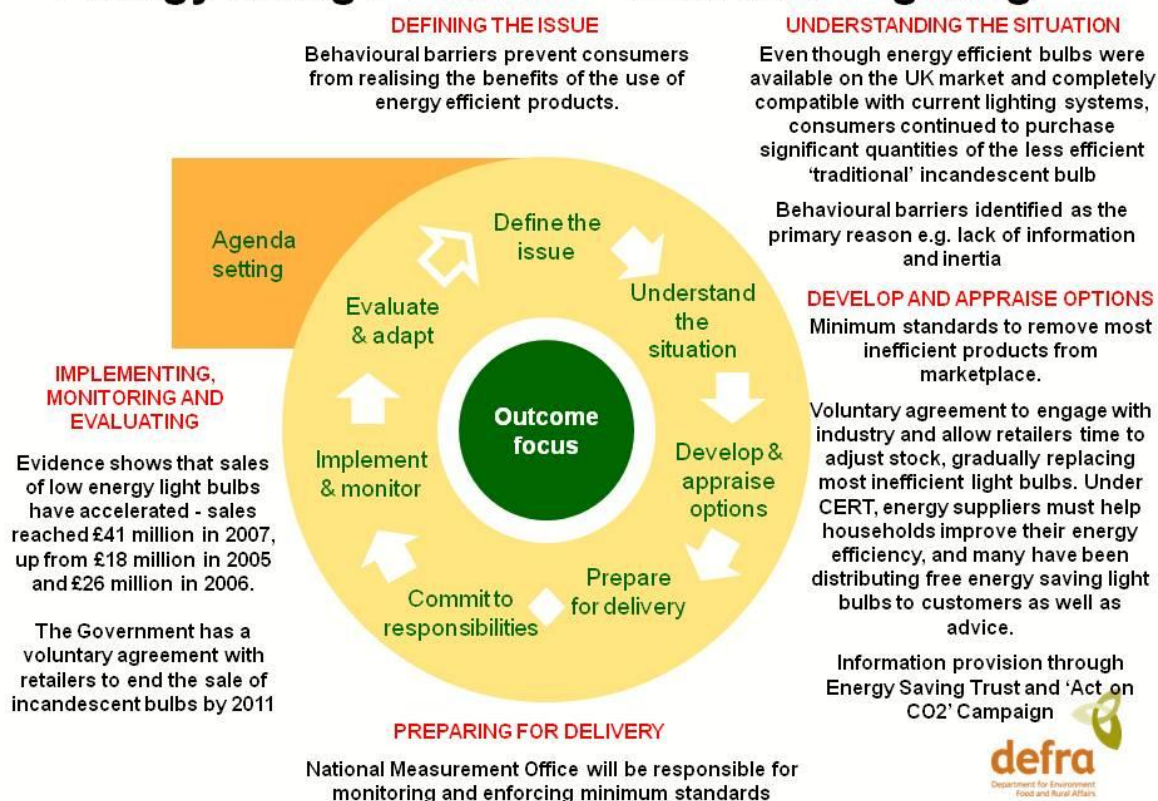 DEFINING THE ISSUE
Behavioural barriers prevent consumers
from realising the benefits of the use of
energy efficient products.
UNDERSTANDING THE SITUATION
Even though energy efficient bulbs were
available on the UK market and completely
compatible with current lighting systems,
consumers continued to purchase
significant quantities of the less efficient
‘traditional’ incandescent bulb
Behavioural barriers identified as the
primary reason e.g. lack of information
and inertia
DEVELOP AND APPRAISE OPTIONS
Minimum standards to remove most
inefficient products from
marketplace.
Voluntary agreement to engage with
industry and allow retailers time to
adjust stock, gradually replacing
most inefficient light bulbs. Under
CERT, energy suppliers must help
households improve their energy
efficiency, and many have been
distributing free energy saving light
bulbs to customers as well as
advice.
Information provision through
Energy Saving Trust and ‘Act on
CO2’ Campaign
Agenda
setting
Define the
issue
Understand
the
situation
Develop &
appraise
options
Prepare
for delivery
Commit to
responsibilities
Implement
& monitor
Evaluate
& adapt
Outcome
focus
IMPLEMENTING,
MONITORING AND
EVALUATING
Evidence shows that sales
of low energy light bulbs
have accelerated - sales
reached £41 million in 2007,
up from £18 million in 2005
and £26 million in 2006.
The Government has a
voluntary agreement with
retailers to end the sale of
incandescent bulbs by 2011
PREPARING FOR DELIVERY
National Measurement Office will be responsible for
monitoring and enforcing minimum standards
defra
Department for Environment
Food and Rural Affairs